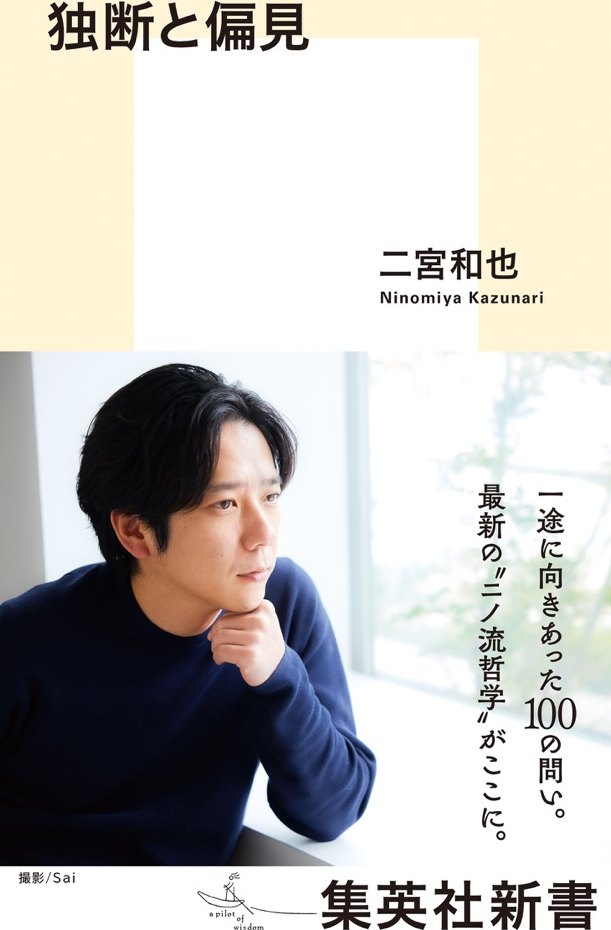 独断と偏見
二宮和也
Ninomiya Kazunari
一途に向きあった100の問い。
最新の〝ニノ流哲学〟がここに。
撮影/Sai
a pilot
of
wisdom
集英社新書